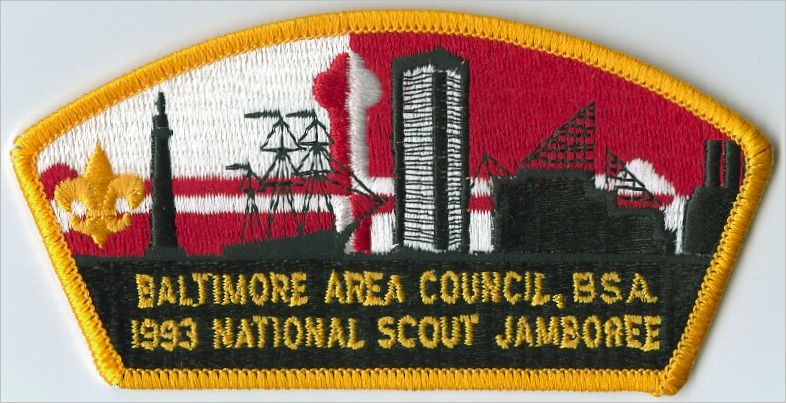 BALTIMORE AREA COUNCIL, BSA
1993 NATIONAL SCOUT JAMBOREE